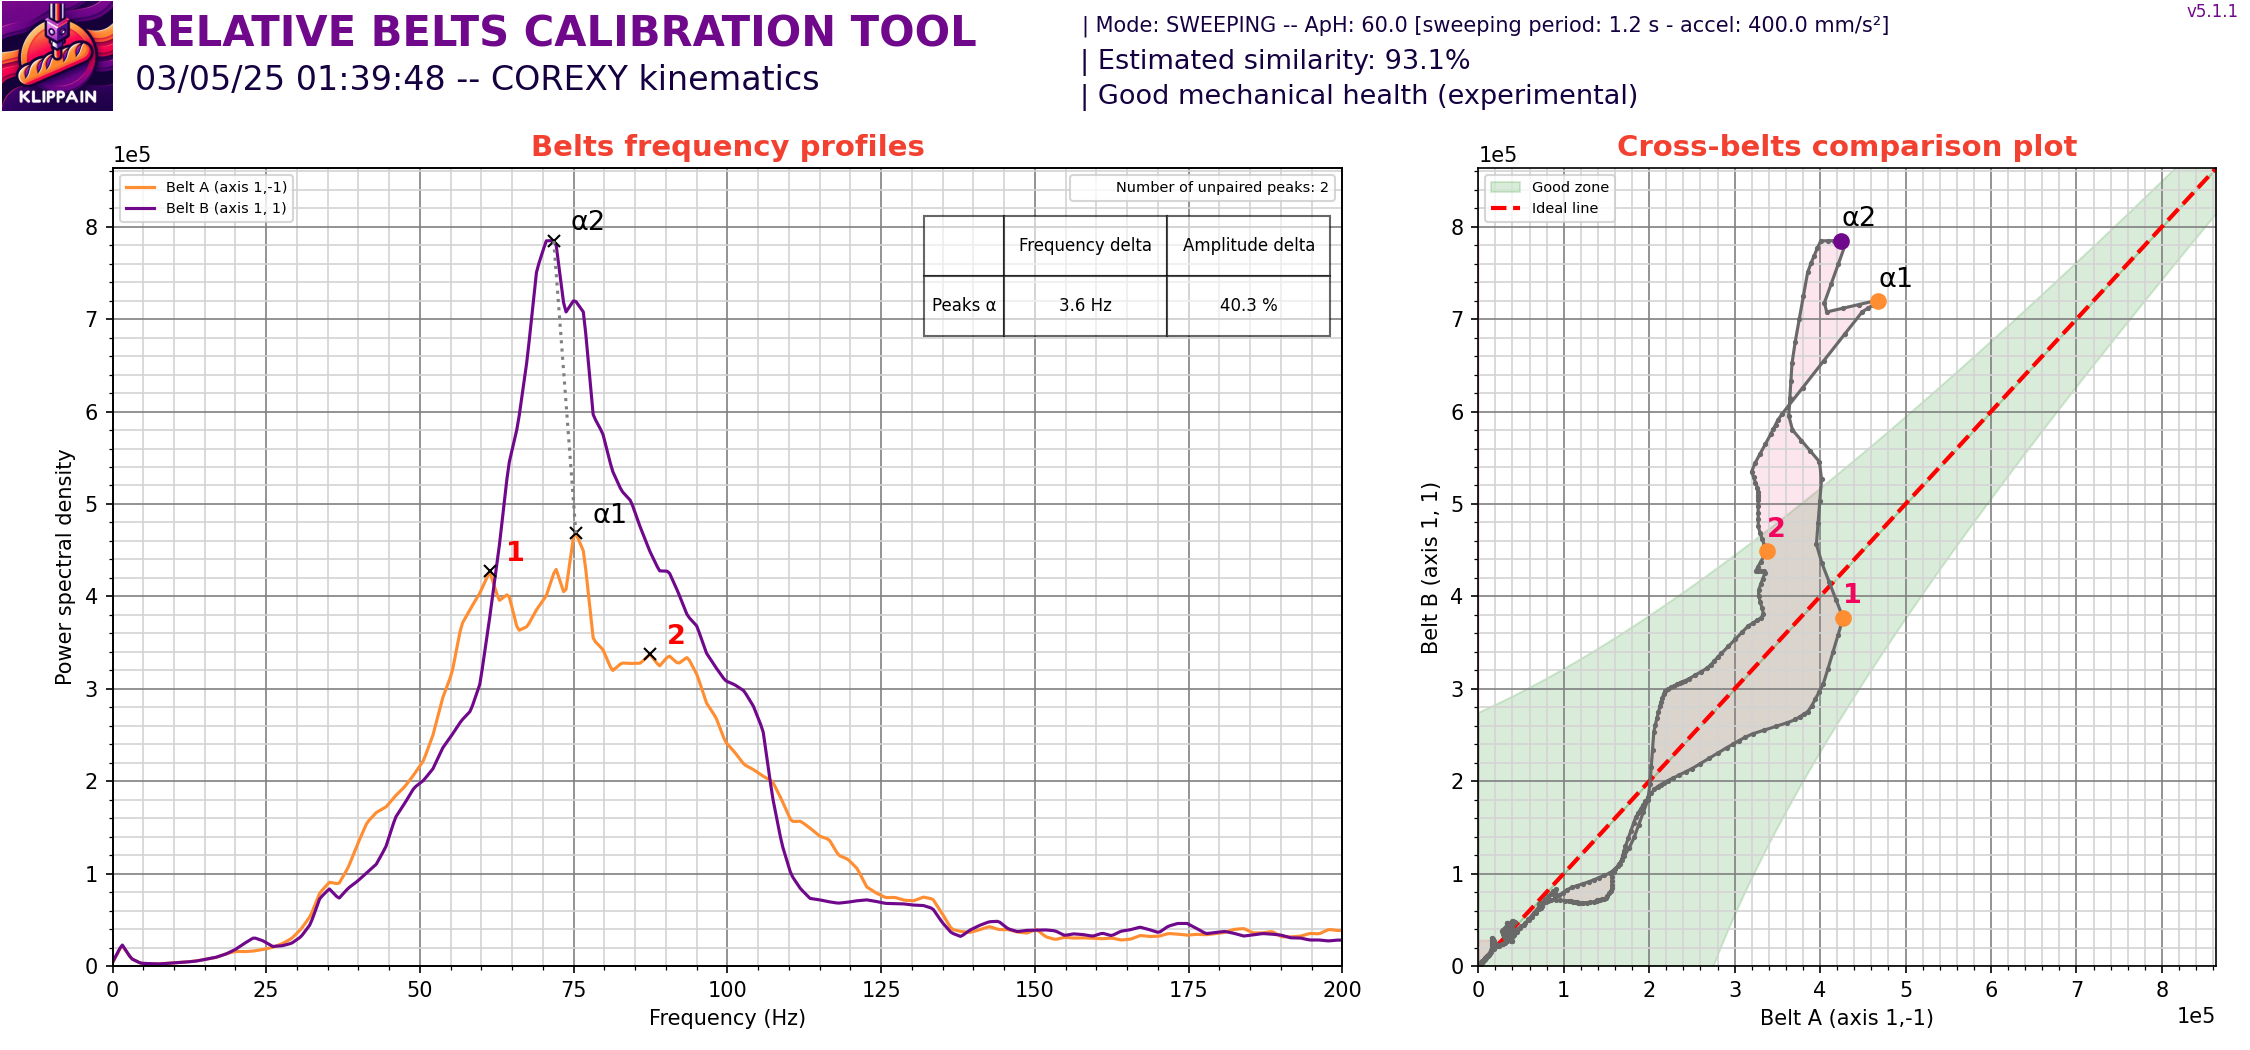 KLIPPAIN
RELATIVE BELTS CALIBRATION TOOL
03/05/25 01:39:48 -- COREXY kinematics
| Mode: SWEEPING -- ApH: 60.0 [sweeping period: 1.2 s - accel: 400.0 mm/s²]
| Estimated similarity: 93.1%
| Good mechanical health (experimental)
v5.1.1
Belts frequency profiles
1e5
Belt A (axis 1,-1)
Belt B (axis 1, 1)
Number of unpaired peaks: 2
Frequency delta Amplitude delta
Peaks α 3.6 Hz 40.3 %
α2
α1
1
2
8
7
6
5
4
3
2
1
0
Power spectral density
0 25 50 75 100 125 150 175 200
Frequency (Hz)
Cross-belts comparison plot
1e5
Good zone
Ideal line
α2
α1
2
1
8
7
6
5
4
3
2
1
0
Belt B (axis 1, 1)
0 1 2 3 4 5 6 7 8
Belt A (axis 1,-1)
1e5